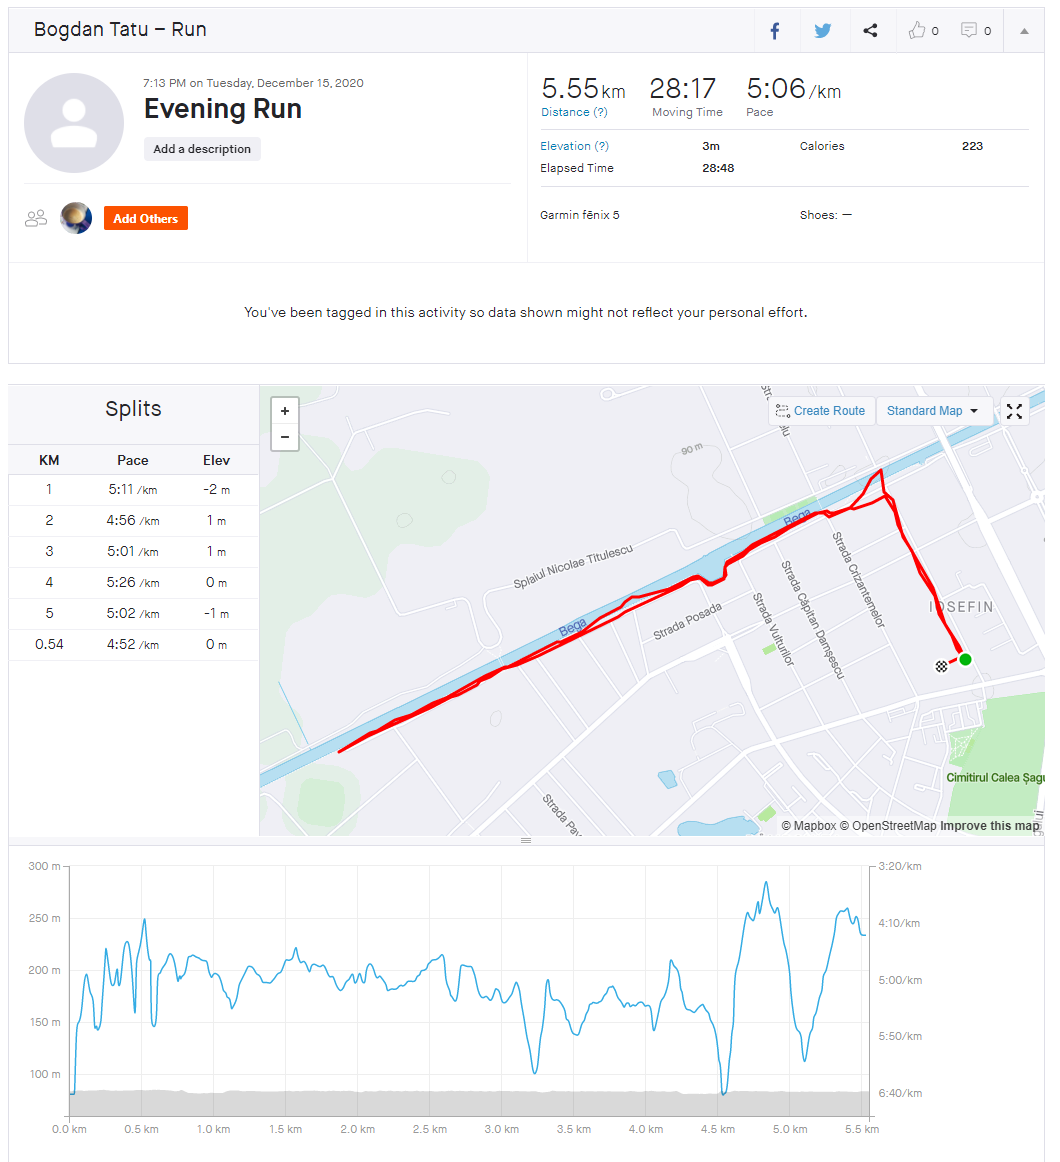 Bogdan Tatu – Run
0
0
7:13 PM on Tuesday, December 15, 2020
Evening Run
Add a description
Add Others
5.55 km
28:17
5:06 /km
Distance (?)
Moving Time
Pace
Elevation (?)
3m
Calories
223
Elapsed Time
28:48
Garmin fēnix 5
Shoes: —
You've been tagged in this activity so data shown might not reflect your personal effort.
Splits
KM Pace Elev
1 5:11 /km -2 m
2 4:56 /km 1 m
3 5:01 /km 1 m
4 5:26 /km 0 m
5 5:02 /km -1 m
0.54 4:52 /km 0 m
+
−
Create Route
Standard Map
90 m
Bega
Splaiul Nicolae Titulescu
Strada Crizantemelor
Strada Căpitan Damșescu
IOSEFIN
Bega
Strada Posada
Strada Vulturilor
Cimitirul Calea Șagu
Strada Pav
© Mapbox © OpenStreetMap Improve this map
300 m
250 m
200 m
150 m
100 m
3:20/km
4:10/km
5:00/km
5:50/km
6:40/km
0.0 km 0.5 km 1.0 km 1.5 km 2.0 km 2.5 km 3.0 km 3.5 km 4.0 km 4.5 km 5.0 km 5.5 km